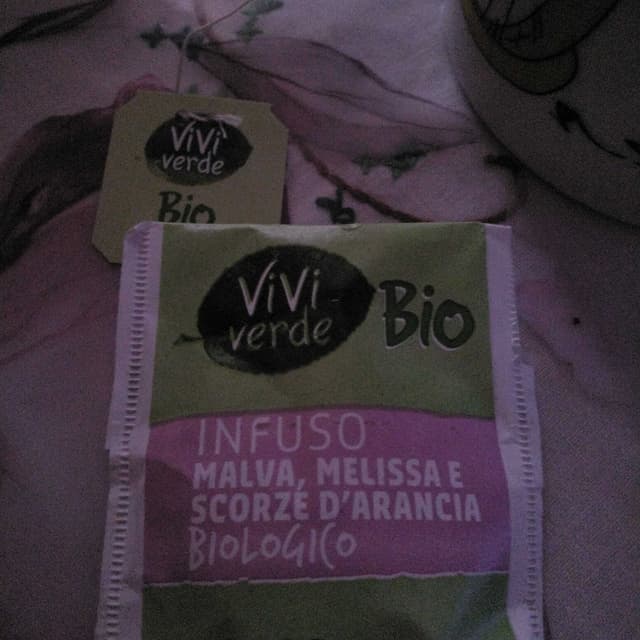 ViVi
verde
Bio
ViVi
verde
Bio
INFUSO
MALVA, MELISSA E
SCORZE D'ARANCIA
BIOLOGICO